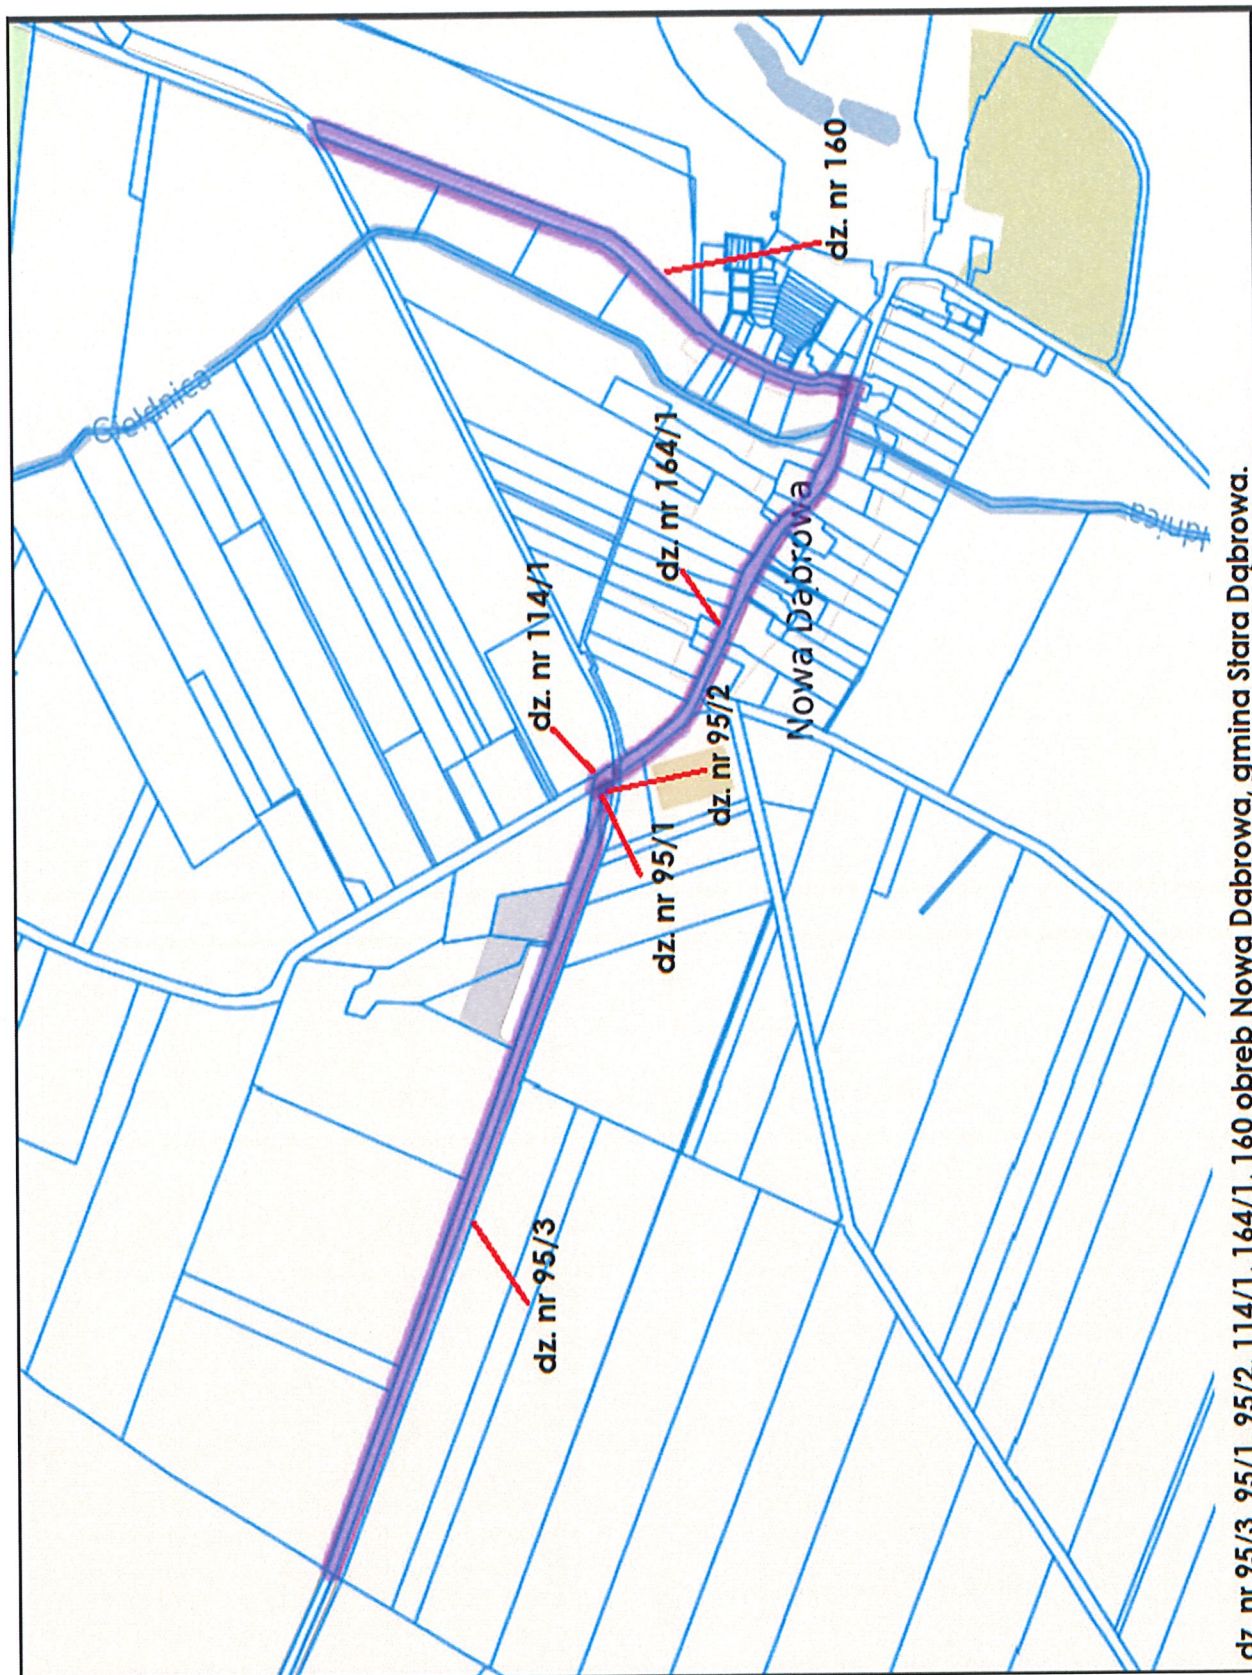 Giełdnica
dz. nr 95/3
dz. nr 114/1
dz. nr 95/1
dz. nr 164/1
dz. nr 95/2
Nowa Dąbrowa
dz. nr 160
dz. nr 95/3, 95/1, 95/2, 114/1, 164/1, 160 obręb Nowa Dąbrowa, gmina Stara Dąbrowa.